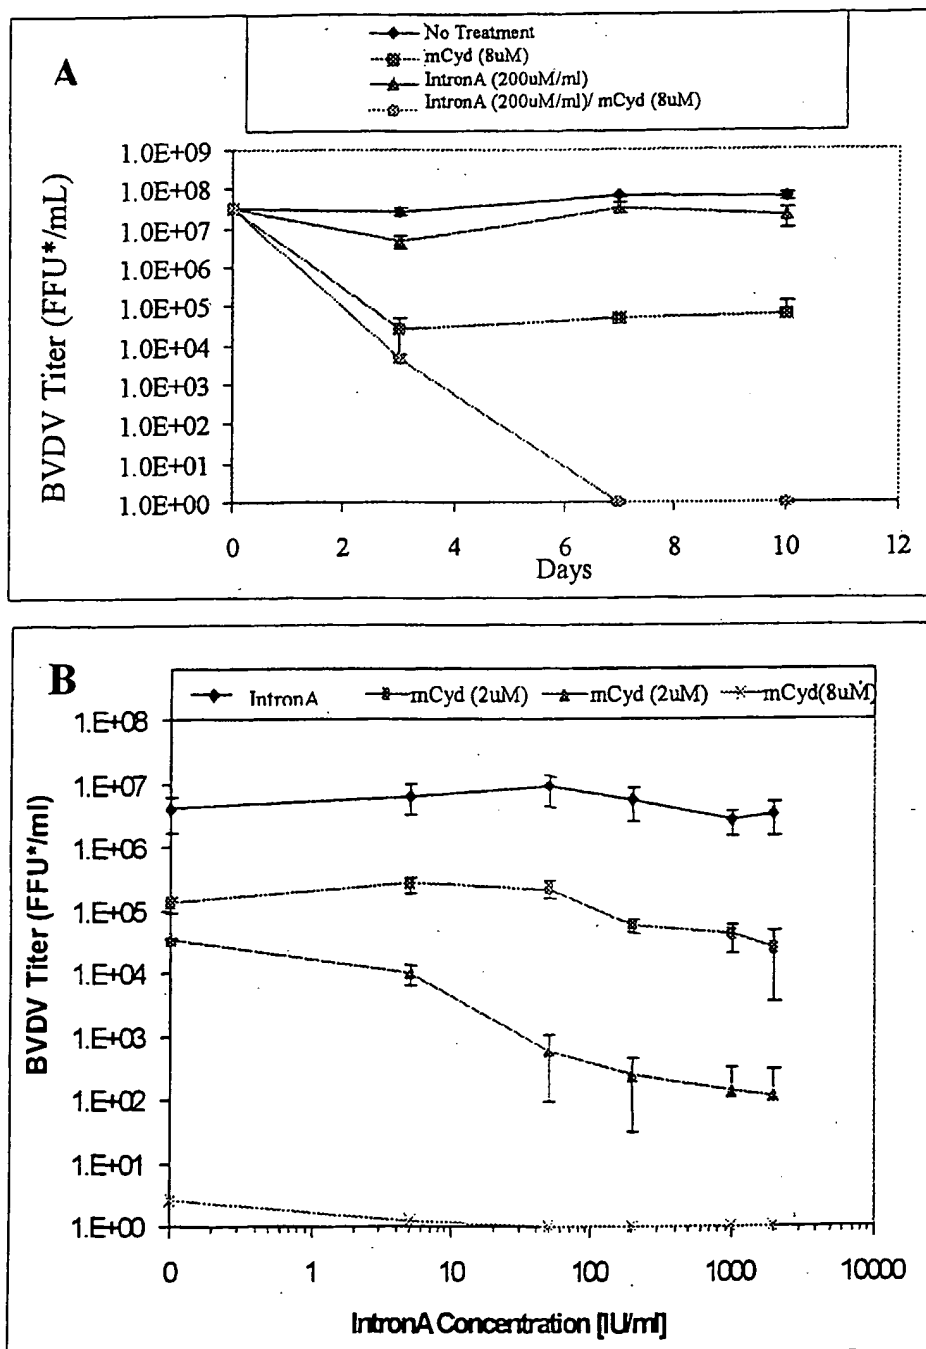 A
No Treatment
mCyd (8uM)
IntronA (200uM/ml)
IntronA (200uM/ml)/ mCyd (8uM)
BVDV Titer (FFU*/mL)
1.0E+09
1.0E+08
1.0E+07
1.0E+06
1.0E+05
1.0E+04
1.0E+03
1.0E+02
1.0E+01
1.0E+00
0 2 4 6 8 10 12
Days
B
IntronA mCyd (2uM) mCyd (2uM) mCyd(8uM)
BVDV Titer (FFU*/ml)
1.E+08
1.E+07
1.E+06
1.E+05
1.E+04
1.E+03
1.E+02
1.E+01
1.E+00
0 1 10 100 1000 10000
IntronA Concentration [IU/ml]